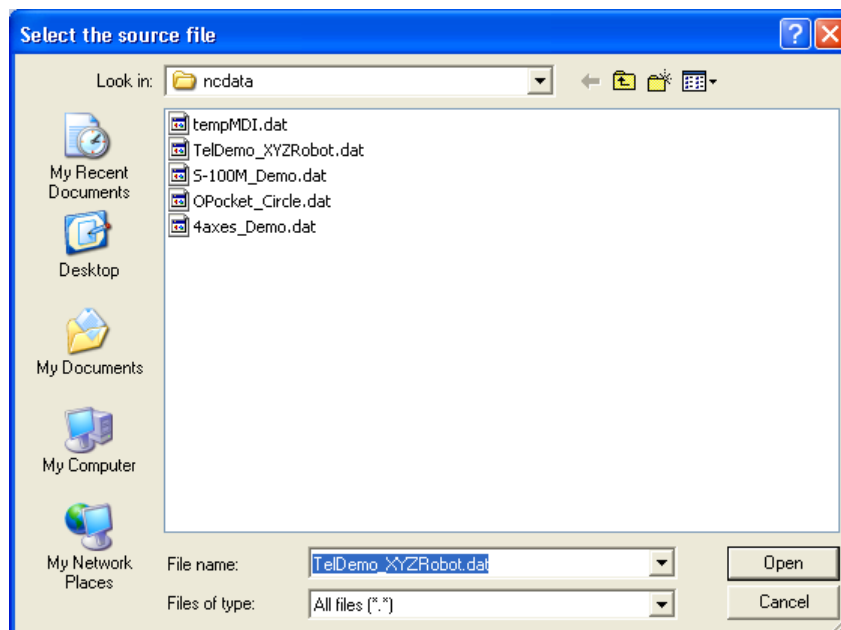 Select the source file
Look in: ncdata
tempMDI.dat
TelDemo_XYZRobot.dat
S-100M_Demo.dat
OPocket_Circle.dat
4axes_Demo.dat
My Recent
Documents
Desktop
My Documents
My Computer
My Network
Places
File name: TelDemo_XYZRobot.dat Open
Files of type: All files (*.*) Cancel